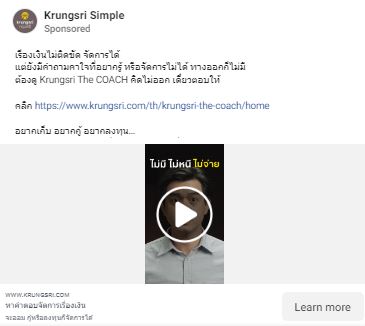 Krungsri Simple
Sponsored
เรื่องเงินไม่ติดขัด จัดการได้
แต่ยังมีคำถามคาใจที่อยากรู้ หรือจัดการไม่ได้ ทางออกก็ไม่มี
ต้องดู Krungsri The COACH คิดไม่ออก เดี๋ยวตอบให้
คลิก https://www.krungsri.com/th/krungsri-the-coach/home
อยากเก็บ อยากกู้ อยากลงทุน...
ไม่มี ไม่หนี ไม่จ่าย
WWW.KRUNGSRI.COM
หาคำตอบจัดการเรื่องเงิน
จะออม กู้หรือลงทุนก็จัดการได้
Learn more